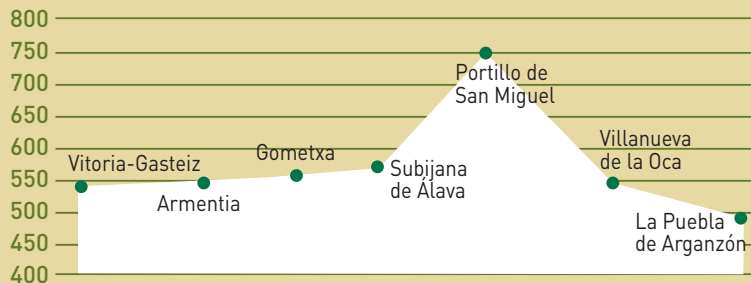 800
750
700
650
600
550
500
450
400
Vitoria-Gasteiz
Armentia
Gometxa
Subijana
de Álava
Portillo de
San Miguel
Villanueva
de la Oca
La Puebla
de Arganzón